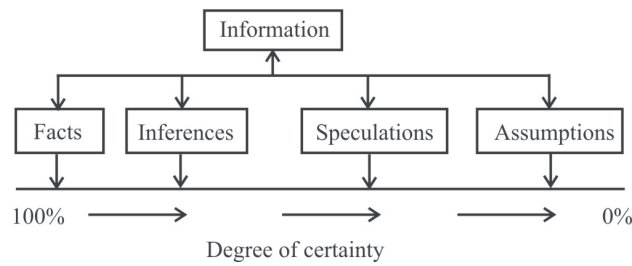 Information
Facts Inferences Speculations Assumptions
100% 0%
Degree of certainty